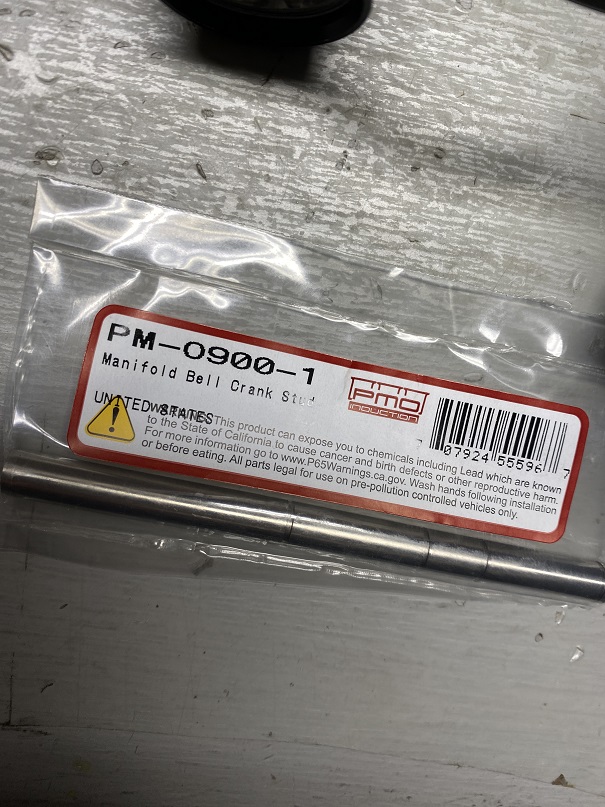 PM-0900-1
Manifold Bell Crank Stud
PMO
INDUCTION
UNITED STATES
WARNING: This product can expose you to chemicals including Lead which are known
to the State of California to cause cancer and birth defects or other reproductive harm.
For more information go to www.P65Warnings.ca.gov. Wash hands following installation
or before eating. All parts legal for use on pre-pollution controlled vehicles only.
7 07924 55596 7